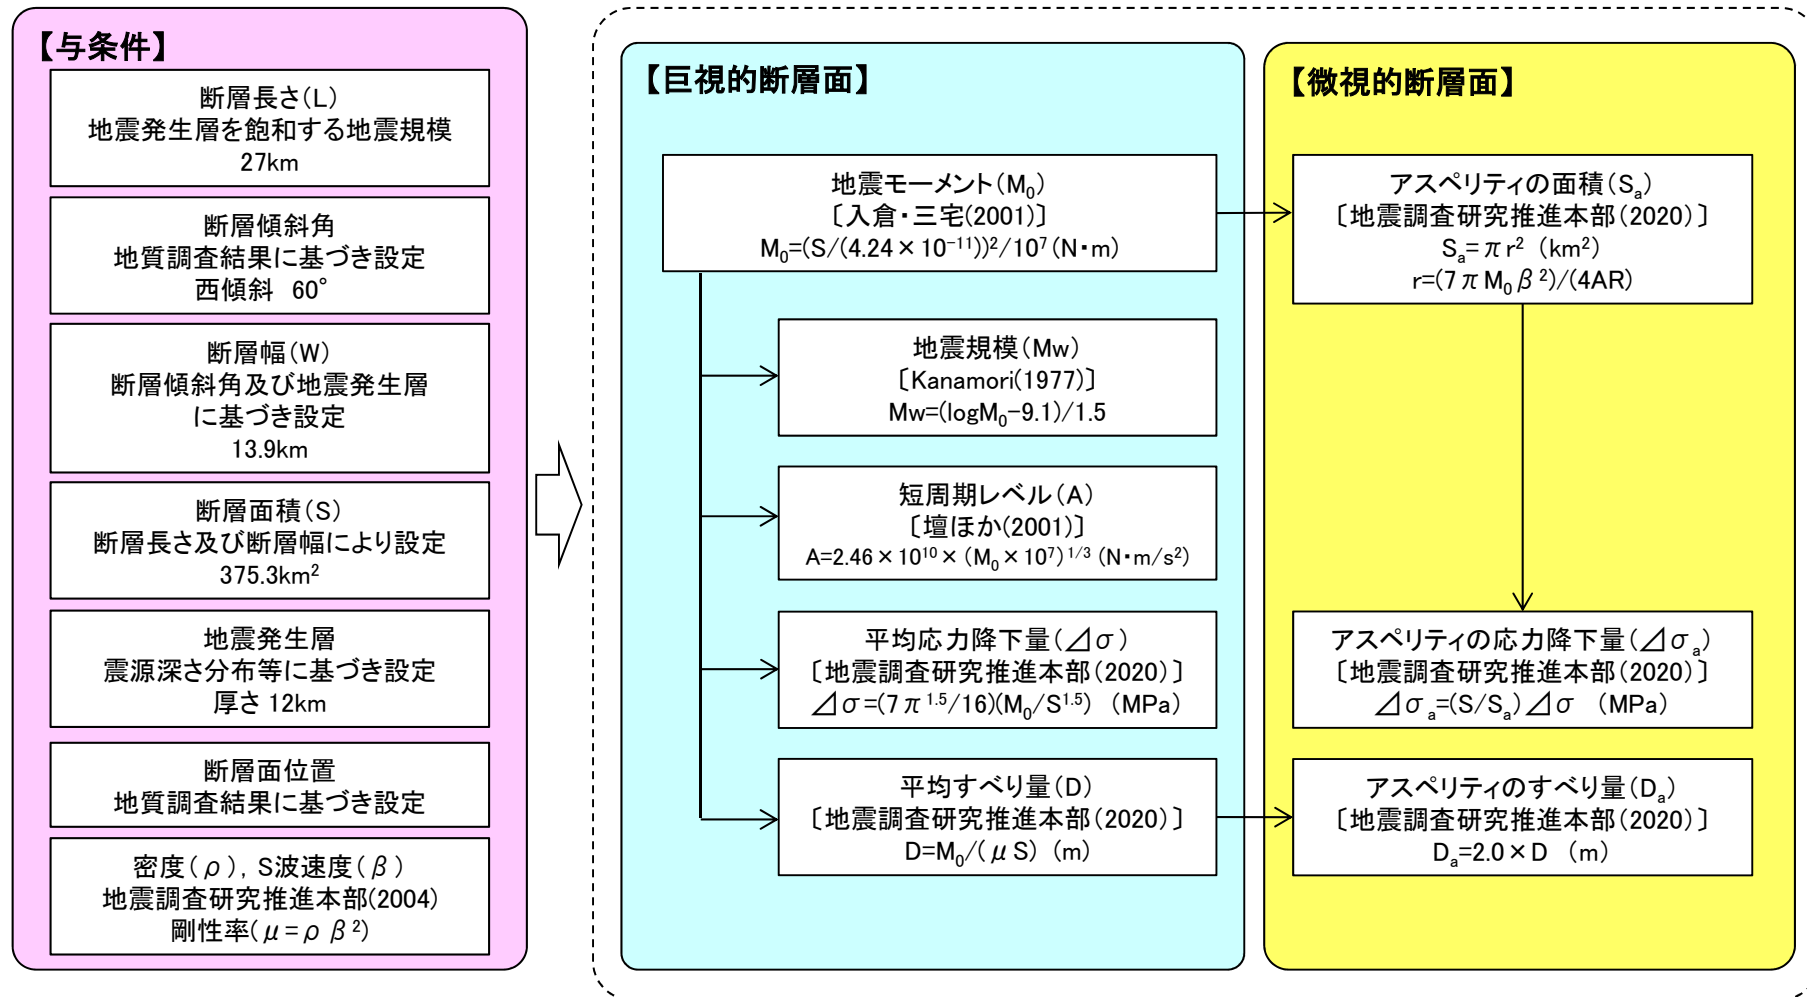 【与条件】
断層長さ(L)
地震発生層を飽和する地震規模
27km
断層傾斜角
地質調査結果に基づき設定
西傾斜 60°
断層幅(W)
断層傾斜角及び地震発生層
に基づき設定
13.9km
断層面積(S)
断層長さ及び断層幅により設定
375.3km²
地震発生層
震源深さ分布等に基づき設定
厚さ 12km
断層面位置
地質調査結果に基づき設定
密度(ρ), S波速度(β)
地震調査研究推進本部(2004)
剛性率(μ=ρβ²)
【巨視的断層面】
地震モーメント(M₀)
〔入倉・三宅(2001)〕
M₀=(S/(4.24×10⁻¹¹))²/10⁷(N・m)
地震規模(Mw)
〔Kanamori(1977)〕
Mw=(logM₀-9.1)/1.5
短周期レベル(A)
〔壇ほか(2001)〕
A=2.46×10¹⁰×(M₀×10⁷)^1/3 (N・m/s²)
平均応力降下量(⊿σ)
〔地震調査研究推進本部(2020)〕
⊿σ=(7π^1.5/16)(M₀/S^1.5) (MPa)
平均すべり量(D)
〔地震調査研究推進本部(2020)〕
D=M₀/(μS) (m)
【微視的断層面】
アスペリティの面積(Sₐ)
〔地震調査研究推進本部(2020)〕
Sₐ=πr² (km²)
r=(7πM₀β²)/(4AR)
アスペリティの応力降下量(⊿σₐ)
〔地震調査研究推進本部(2020)〕
⊿σₐ=(S/Sₐ)⊿σ (MPa)
アスペリティのすべり量(Dₐ)
〔地震調査研究推進本部(2020)〕
Dₐ=2.0×D (m)